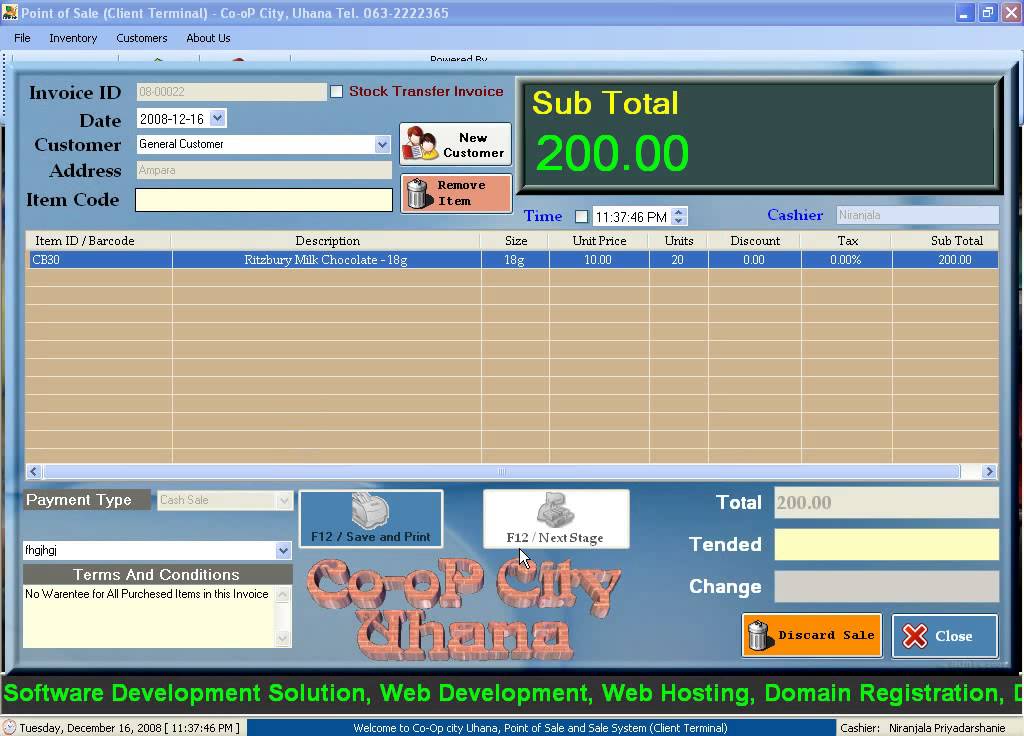 Point of Sale (Client Terminal) - Co-oP City, Uhana Tel. 063-2222365
File Inventory Customers About Us
Powered By
Invoice ID 08-00022 Stock Transfer Invoice
Date 2008-12-16
Customer General Customer
Address Ampara
Item Code
New Customer
Remove Item
Sub Total
200.00
Time 11:37:46 PM Cashier Niranjala
Item ID / Barcode Description Size Unit Price Units Discount Tax Sub Total
CB30 Ritzbury Milk Chocolate - 18g 18g 10.00 20 0.00 0.00% 200.00
Payment Type Cash Sale
F12 / Save and Print
F12 / Next Stage
Total 200.00
Tended
Change
fhgjhgj
Terms And Conditions
No Warentee for All Purchesed Items in this Invoice
Co-oP City
Uhana
Discard Sale
Close
Software Development Solution, Web Development, Web Hosting, Domain Registration, D
Tuesday, December 16, 2008 [ 11:37:46 PM ] Welcome to Co-Op city Uhana, Point of Sale and Sale System (Client Terminal) Cashier: Niranjala Priyadarshanie